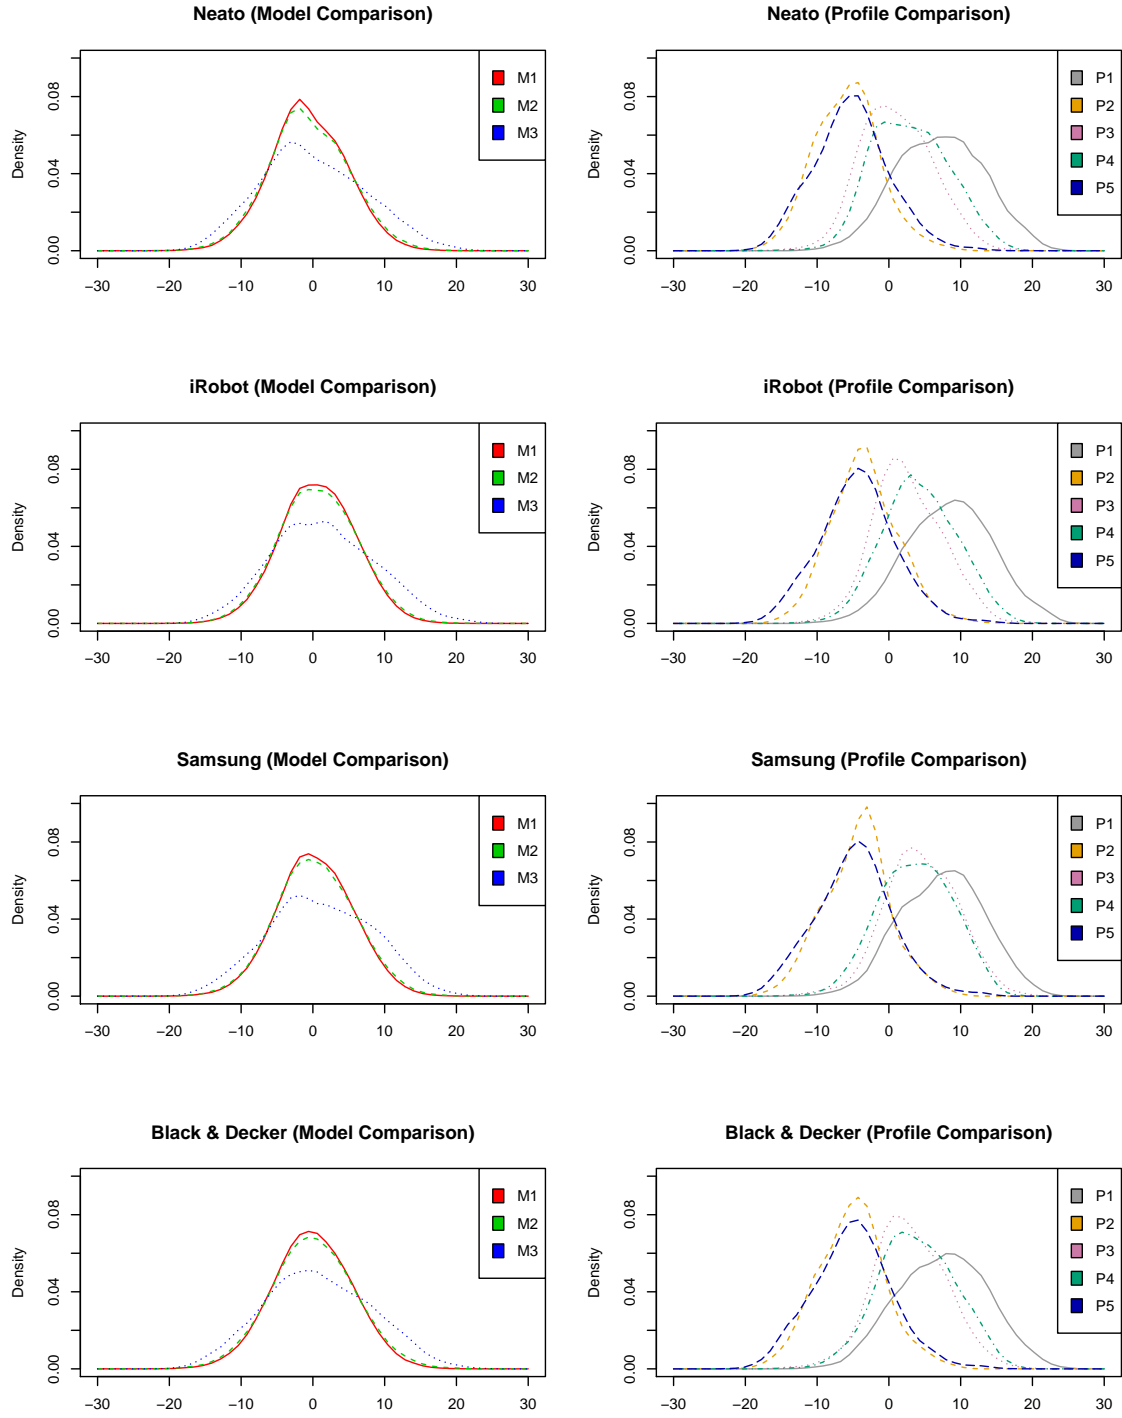 Neato (Model Comparison)
Density
0.00 0.04 0.08
−30 −20 −10 0 10 20 30
M1
M2
M3
Neato (Profile Comparison)
Density
0.00 0.04 0.08
−30 −20 −10 0 10 20 30
P1
P2
P3
P4
P5
iRobot (Model Comparison)
Density
0.00 0.04 0.08
−30 −20 −10 0 10 20 30
M1
M2
M3
iRobot (Profile Comparison)
Density
0.00 0.04 0.08
−30 −20 −10 0 10 20 30
P1
P2
P3
P4
P5
Samsung (Model Comparison)
Density
0.00 0.04 0.08
−30 −20 −10 0 10 20 30
M1
M2
M3
Samsung (Profile Comparison)
Density
0.00 0.04 0.08
−30 −20 −10 0 10 20 30
P1
P2
P3
P4
P5
Black & Decker (Model Comparison)
Density
0.00 0.04 0.08
−30 −20 −10 0 10 20 30
M1
M2
M3
Black & Decker (Profile Comparison)
Density
0.00 0.04 0.08
−30 −20 −10 0 10 20 30
P1
P2
P3
P4
P5